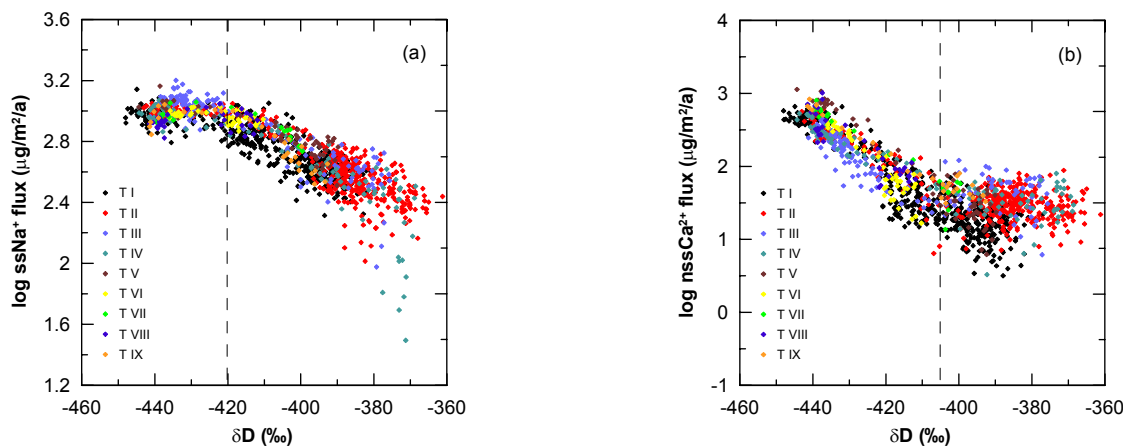 (a)
log ssNa⁺ flux (µg/m²/a)
3.6
3.2
2.8
2.4
2
1.6
1.2
T I
T II
T III
T IV
T V
T VI
T VII
T VIII
T IX
-460 -440 -420 -400 -380 -360
δD (‰)
(b)
log nssCa²⁺ flux (µg/m²/a)
4
3
2
1
0
-1
T I
T II
T III
T IV
T V
T VI
T VII
T VIII
T IX
-460 -440 -420 -400 -380 -360
δD (‰)